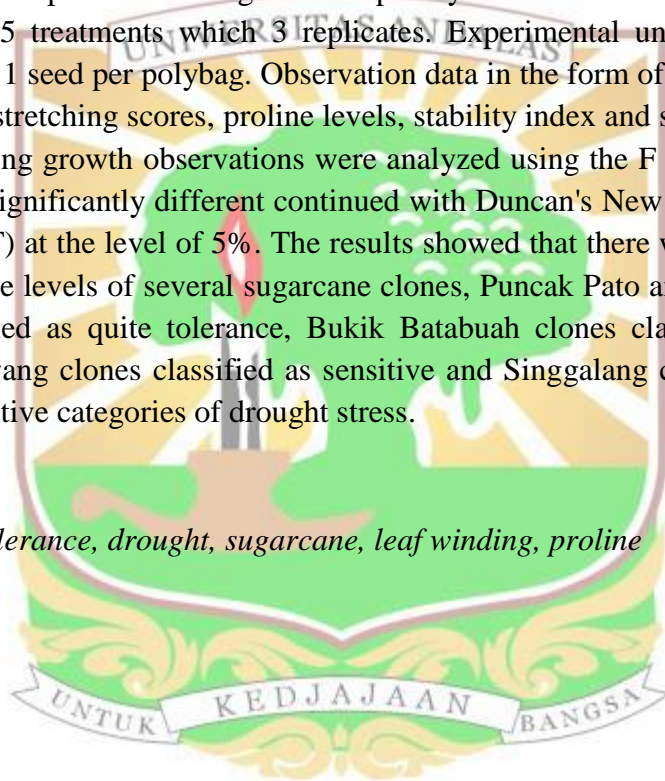 5 treatments which 3 replicates. Experimental un
1 seed per polybag. Observation data in the form of
stretching scores, proline levels, stability index and s
ng growth observations were analyzed using the F
ignificantly different continued with Duncan's New
) at the level of 5%. The results showed that there v
e levels of several sugarcane clones, Puncak Pato a
ed as quite tolerance, Bukik Batabuah clones cla
ang clones classified as sensitive and Singgalang c
tive categories of drought stress.
lerance, drought, sugarcane, leaf winding, proline
UNIVERSITAS ANDALAS
UNTUK KEDJAJAAN BANGSA